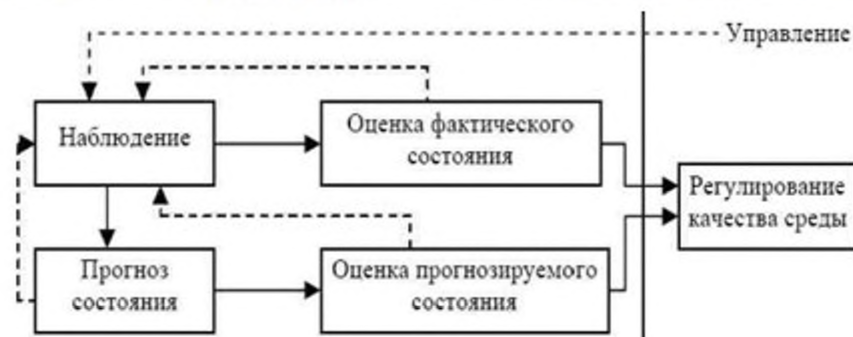 Управление
Наблюдение
Оценка фактического
состояния
Регулирование
качества среды
Прогноз
состояния
Оценка прогнозируемого
состояния